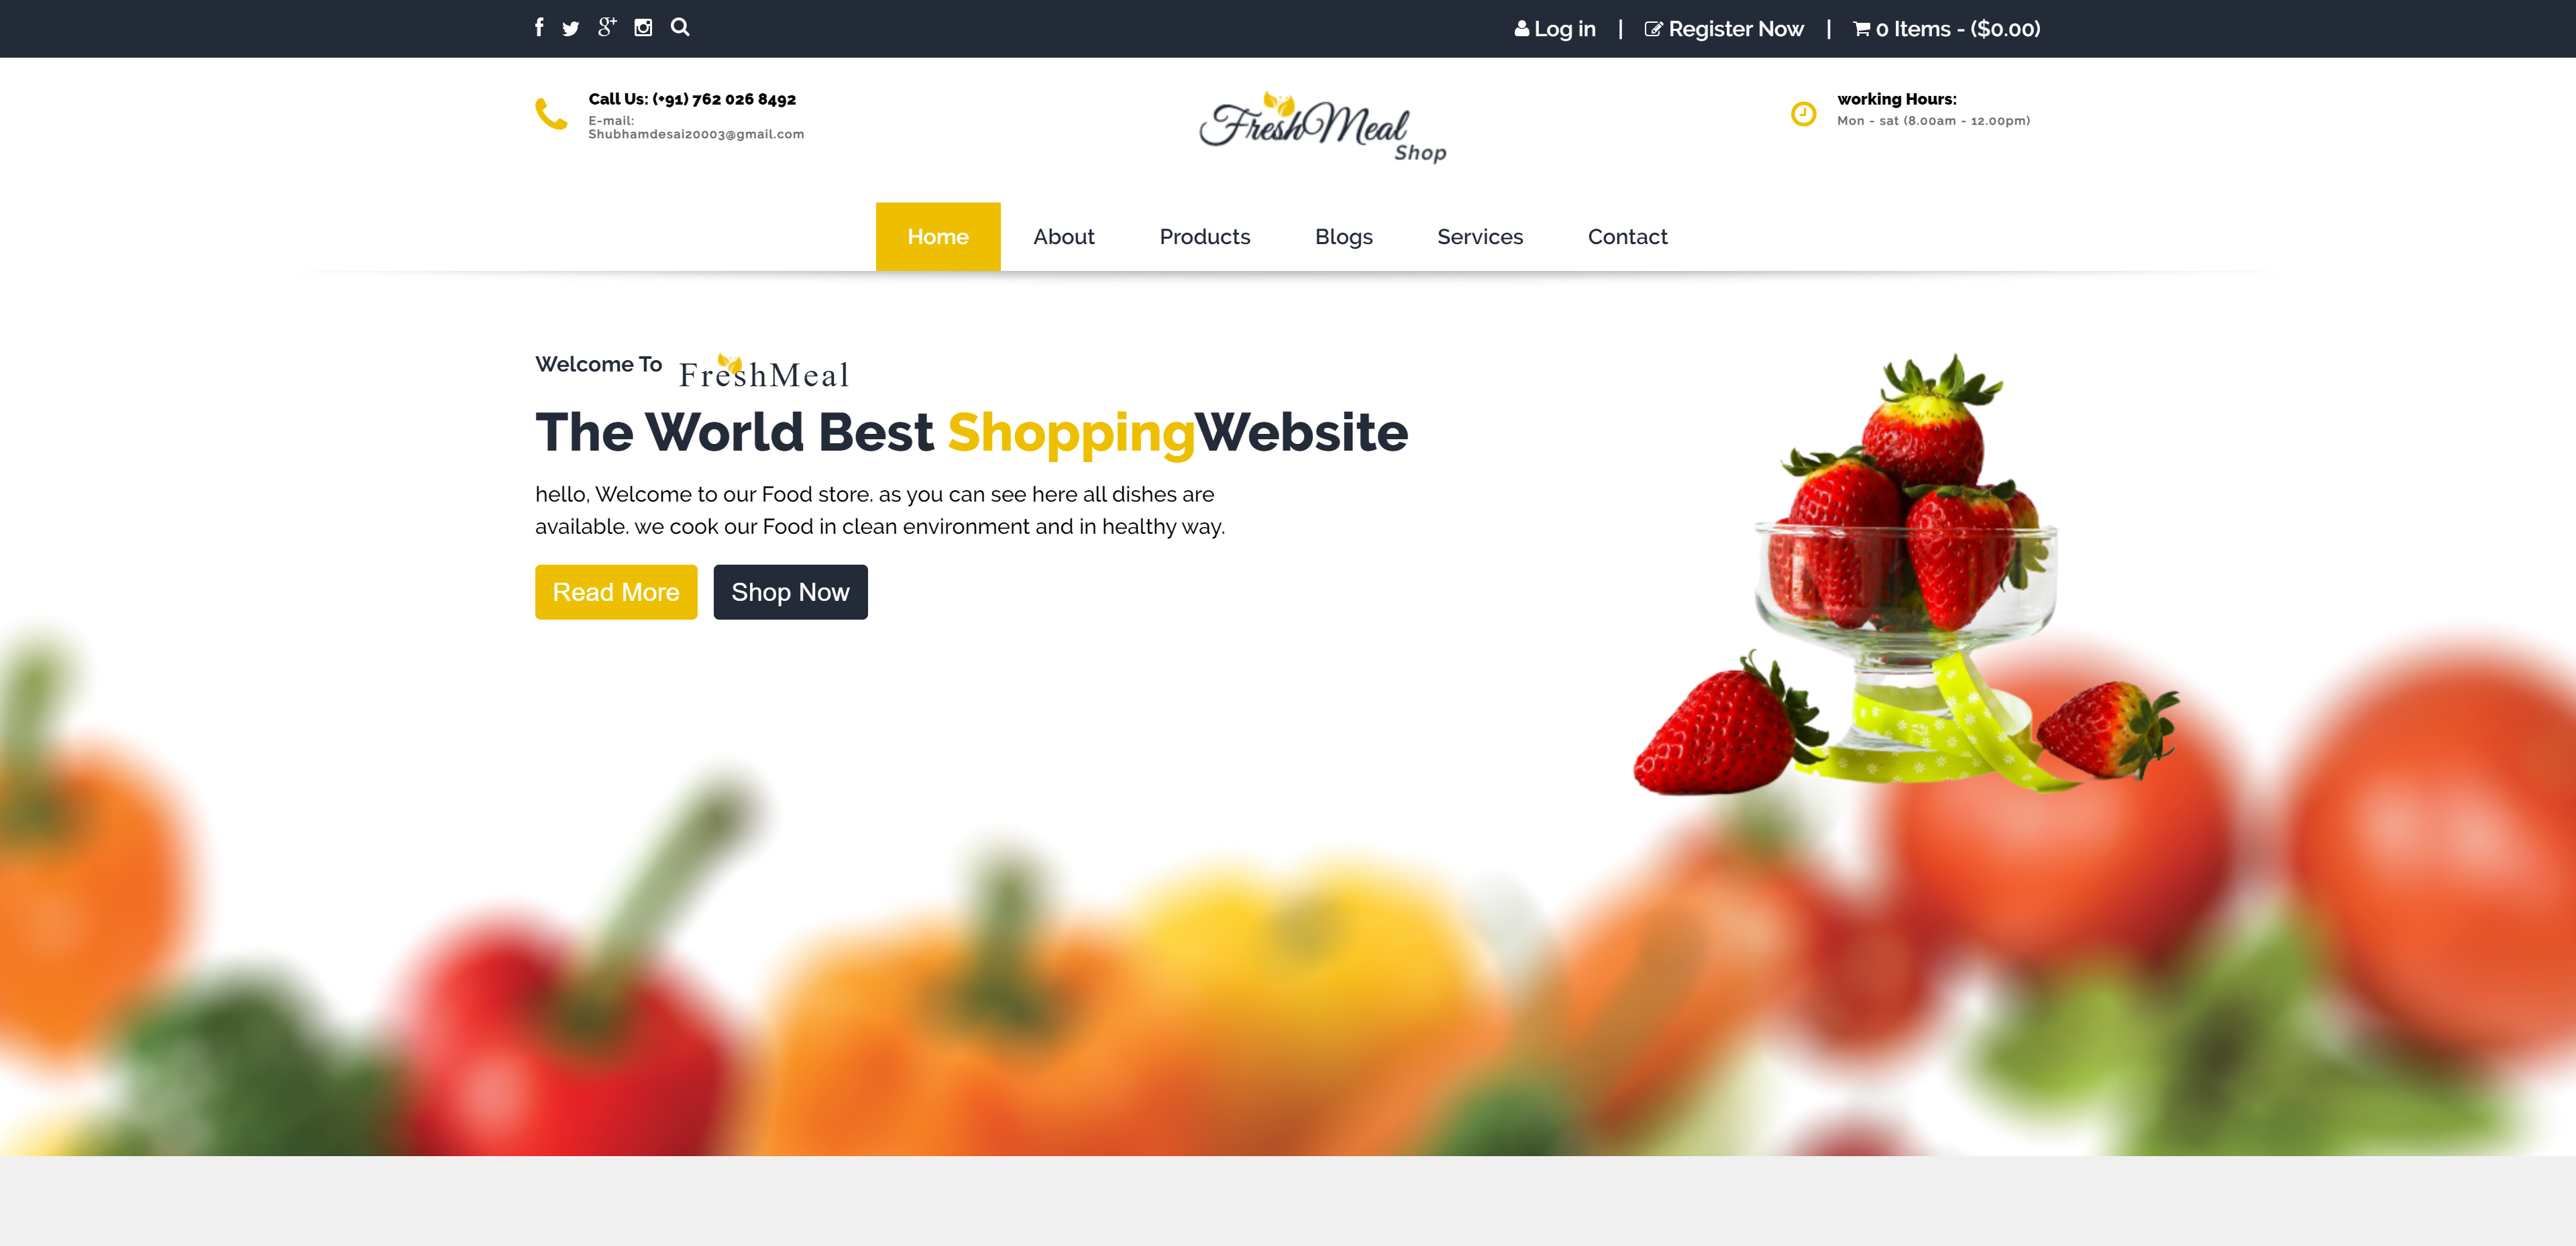 Log in | Register Now | 0 Items - ($0.00)
Call Us: (+91) 762 026 8492
E-mail:
Shubhamdesai20003@gmail.com
FreshMeal
Shop
working Hours:
Mon - sat (8.00am - 12.00pm)
Home About Products Blogs Services Contact
Welcome To FreshMeal
The World Best ShoppingWebsite
hello, Welcome to our Food store. as you can see here all dishes are
available. we cook our Food in clean environment and in healthy way.
Read More Shop Now